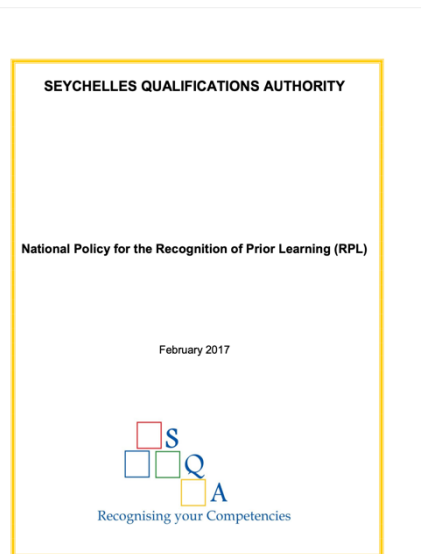 SEYCHELLES QUALIFICATIONS AUTHORITY
National Policy for the Recognition of Prior Learning (RPL)
February 2017
S
Q
A
Recognising your Competencies